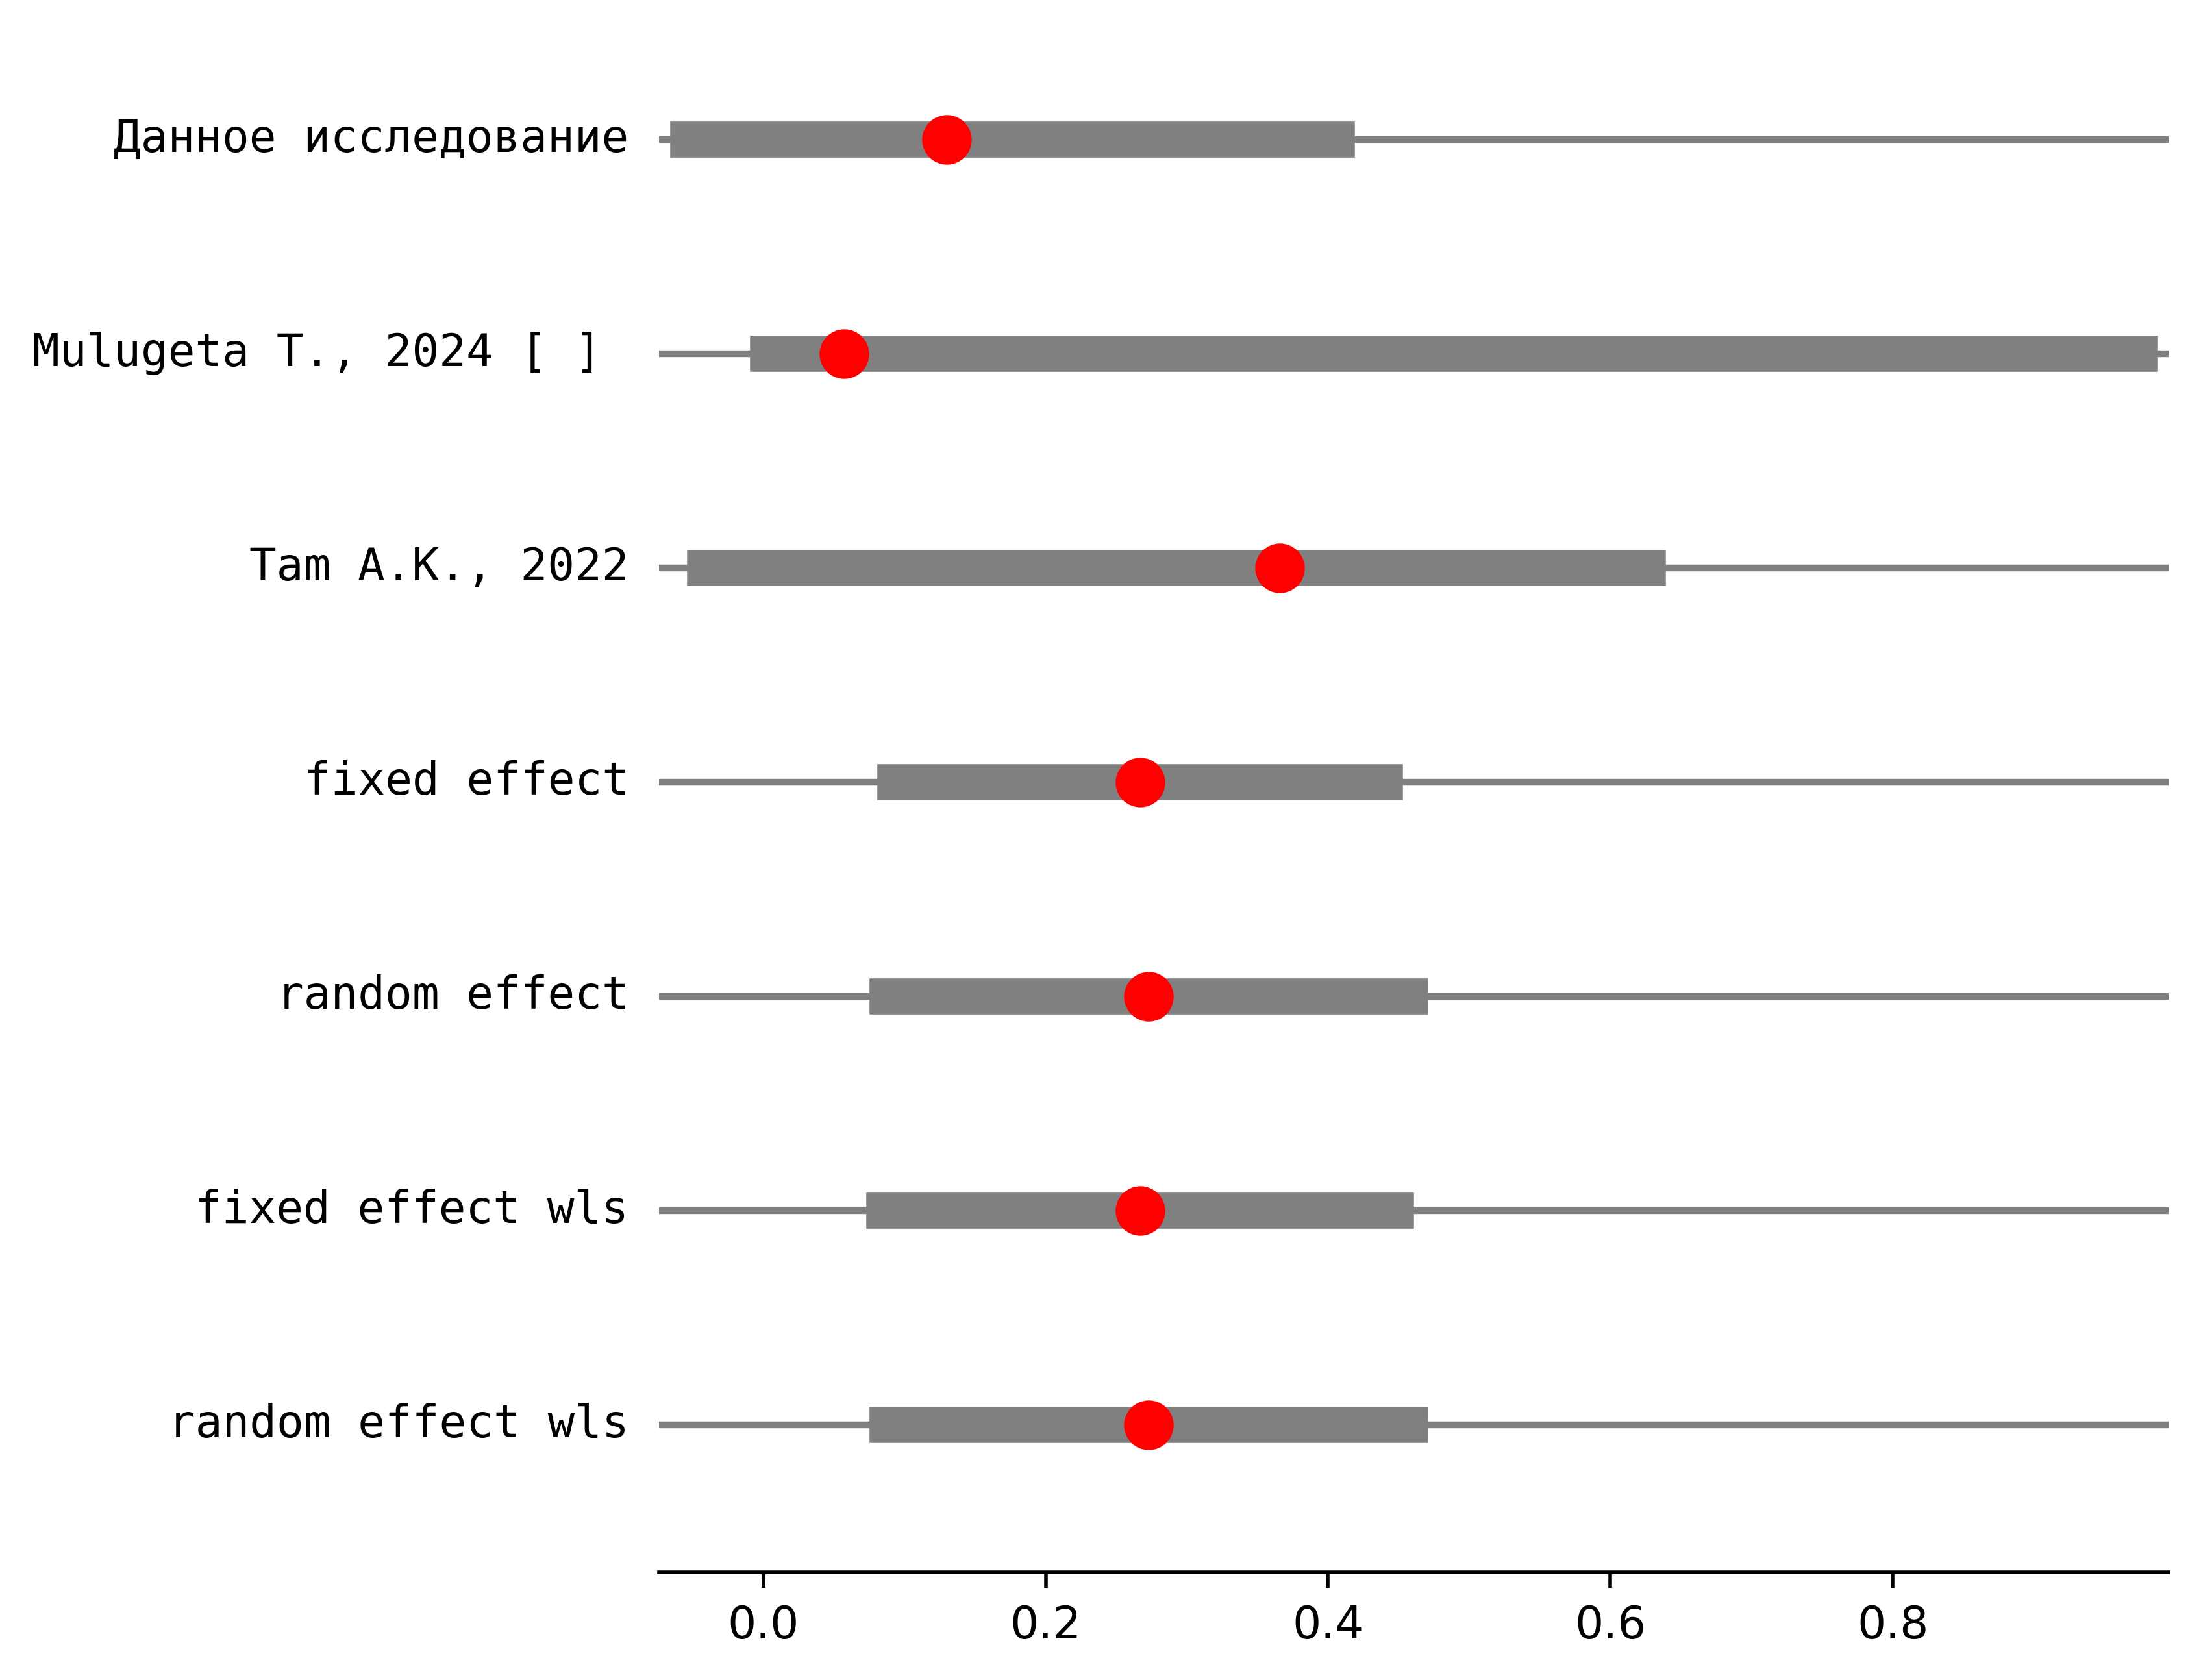 Данное исследование
Mulugeta T., 2024 [ ]
Tam A.K., 2022
fixed effect
random effect
fixed effect wls
random effect wls
0.0 0.2 0.4 0.6 0.8